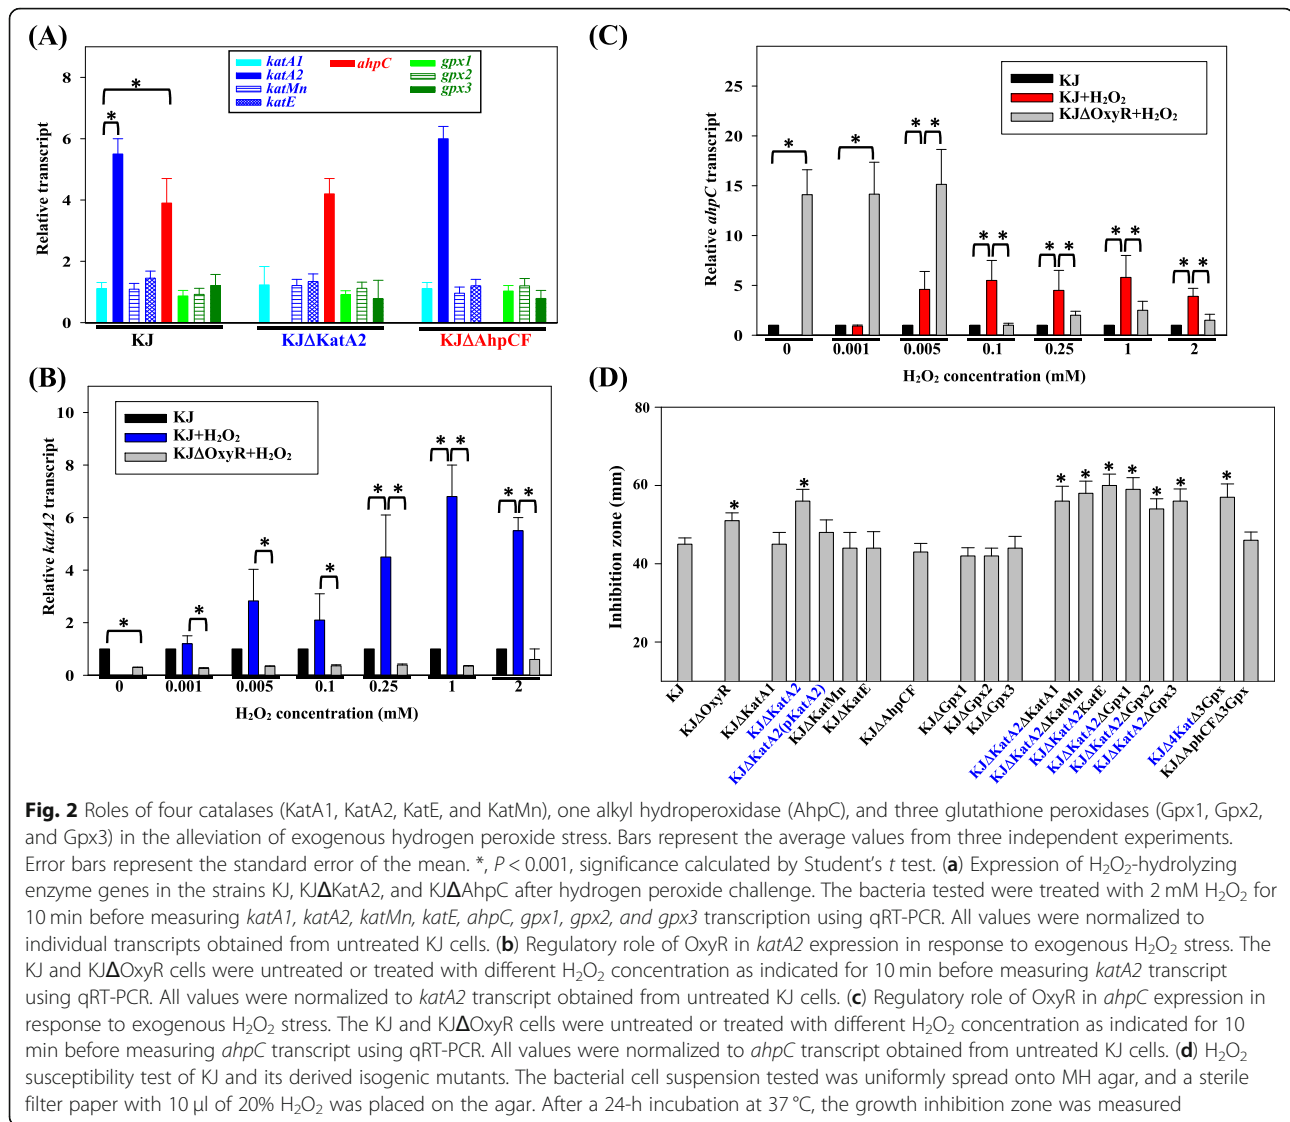 (A)
8
6
4
2
0
Relative transcript
katA1
katA2
katMn
katE
ahpC
gpx1
gpx2
gpx3
*
*
KJ
KJΔKatA2
KJΔAhpCF
(B)
10
8
6
4
2
0
Relative katA2 transcript
KJ
KJ+H₂O₂
KJΔOxyR+H₂O₂
*
*
*
*
* *
* *
* *
0 0.001 0.005 0.1 0.25 1 2
H₂O₂ concentration (mM)
(C)
25
20
15
10
5
0
Relative ahpC transcript
KJ
KJ+H₂O₂
KJΔOxyR+H₂O₂
*
*
* *
* *
* *
* *
* *
0 0.001 0.005 0.1 0.25 1 2
H₂O₂ concentration (mM)
(D)
80
60
40
20
Inhibition zone (mm)
* * * * * * * * *
KJ
KJΔOxyR
KJΔKatA1
KJΔKatA2
KJΔKatA2(pKatA2)
KJΔKatMn
KJΔKatE
KJΔAhpCF
KJΔGpx1
KJΔGpx2
KJΔGpx3
KJΔKatA2ΔKatA1
KJΔKatA2ΔKatMn
KJΔKatA2KatE
KJΔKatA2ΔGpx1
KJΔKatA2ΔGpx2
KJΔKatA2ΔGpx3
KJΔ4KatΔ3Gpx
KJΔAphCFΔ3Gpx
Fig. 2 Roles of four catalases (KatA1, KatA2, KatE, and KatMn), one alkyl hydroperoxidase (AhpC), and three glutathione peroxidases (Gpx1, Gpx2,
and Gpx3) in the alleviation of exogenous hydrogen peroxide stress. Bars represent the average values from three independent experiments.
Error bars represent the standard error of the mean. *, P < 0.001, significance calculated by Student's t test. (a) Expression of H₂O₂-hydrolyzing
enzyme genes in the strains KJ, KJΔKatA2, and KJΔAhpC after hydrogen peroxide challenge. The bacteria tested were treated with 2 mM H₂O₂ for
10 min before measuring katA1, katA2, katMn, katE, ahpC, gpx1, gpx2, and gpx3 transcription using qRT-PCR. All values were normalized to
individual transcripts obtained from untreated KJ cells. (b) Regulatory role of OxyR in katA2 expression in response to exogenous H₂O₂ stress. The
KJ and KJΔOxyR cells were untreated or treated with different H₂O₂ concentration as indicated for 10 min before measuring katA2 transcript
using qRT-PCR. All values were normalized to katA2 transcript obtained from untreated KJ cells. (c) Regulatory role of OxyR in ahpC expression in
response to exogenous H₂O₂ stress. The KJ and KJΔOxyR cells were untreated or treated with different H₂O₂ concentration as indicated for 10
min before measuring ahpC transcript using qRT-PCR. All values were normalized to ahpC transcript obtained from untreated KJ cells. (d) H₂O₂
susceptibility test of KJ and its derived isogenic mutants. The bacterial cell suspension tested was uniformly spread onto MH agar, and a sterile
filter paper with 10 μl of 20% H₂O₂ was placed on the agar. After a 24-h incubation at 37 °C, the growth inhibition zone was measured